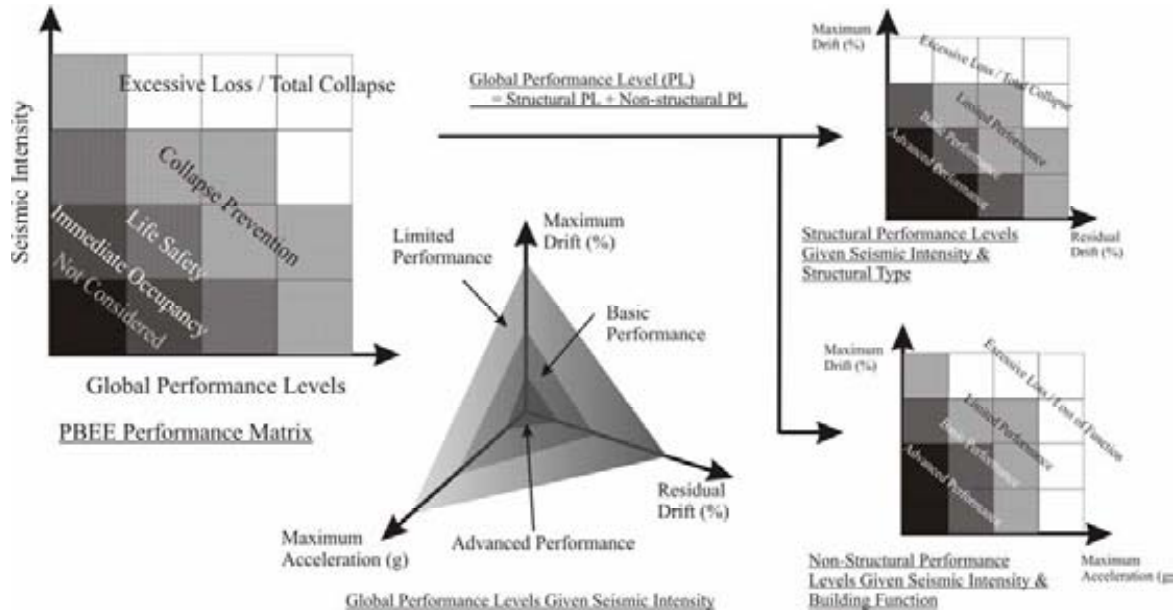 Seismic Intensity
Excessive Loss / Total Collapse
Collapse Prevention
Life Safety
Immediate Occupancy
Not Considered
Global Performance Levels
PBEE Performance Matrix
Global Performance Level (PL)
= Structural PL + Non-structural PL
Limited
Performance
Maximum
Drift (%)
Basic
Performance
Residual
Drift (%)
Maximum
Acceleration (g)
Advanced Performance
Global Performance Levels Given Seismic Intensity
Maximum
Drift (%)
Excessive Loss / Total Collapse
Limited Performance
Basic Performance
Advanced Performance
Residual
Drift (%)
Structural Performance Levels
Given Seismic Intensity &
Structural Type
Maximum
Drift (%)
Excessive Loss / Loss of Function
Limited Performance
Basic Performance
Advanced Performance
Maximum
Acceleration (g
Non-Structural Performance
Levels Given Seismic Intensity &
Building Function